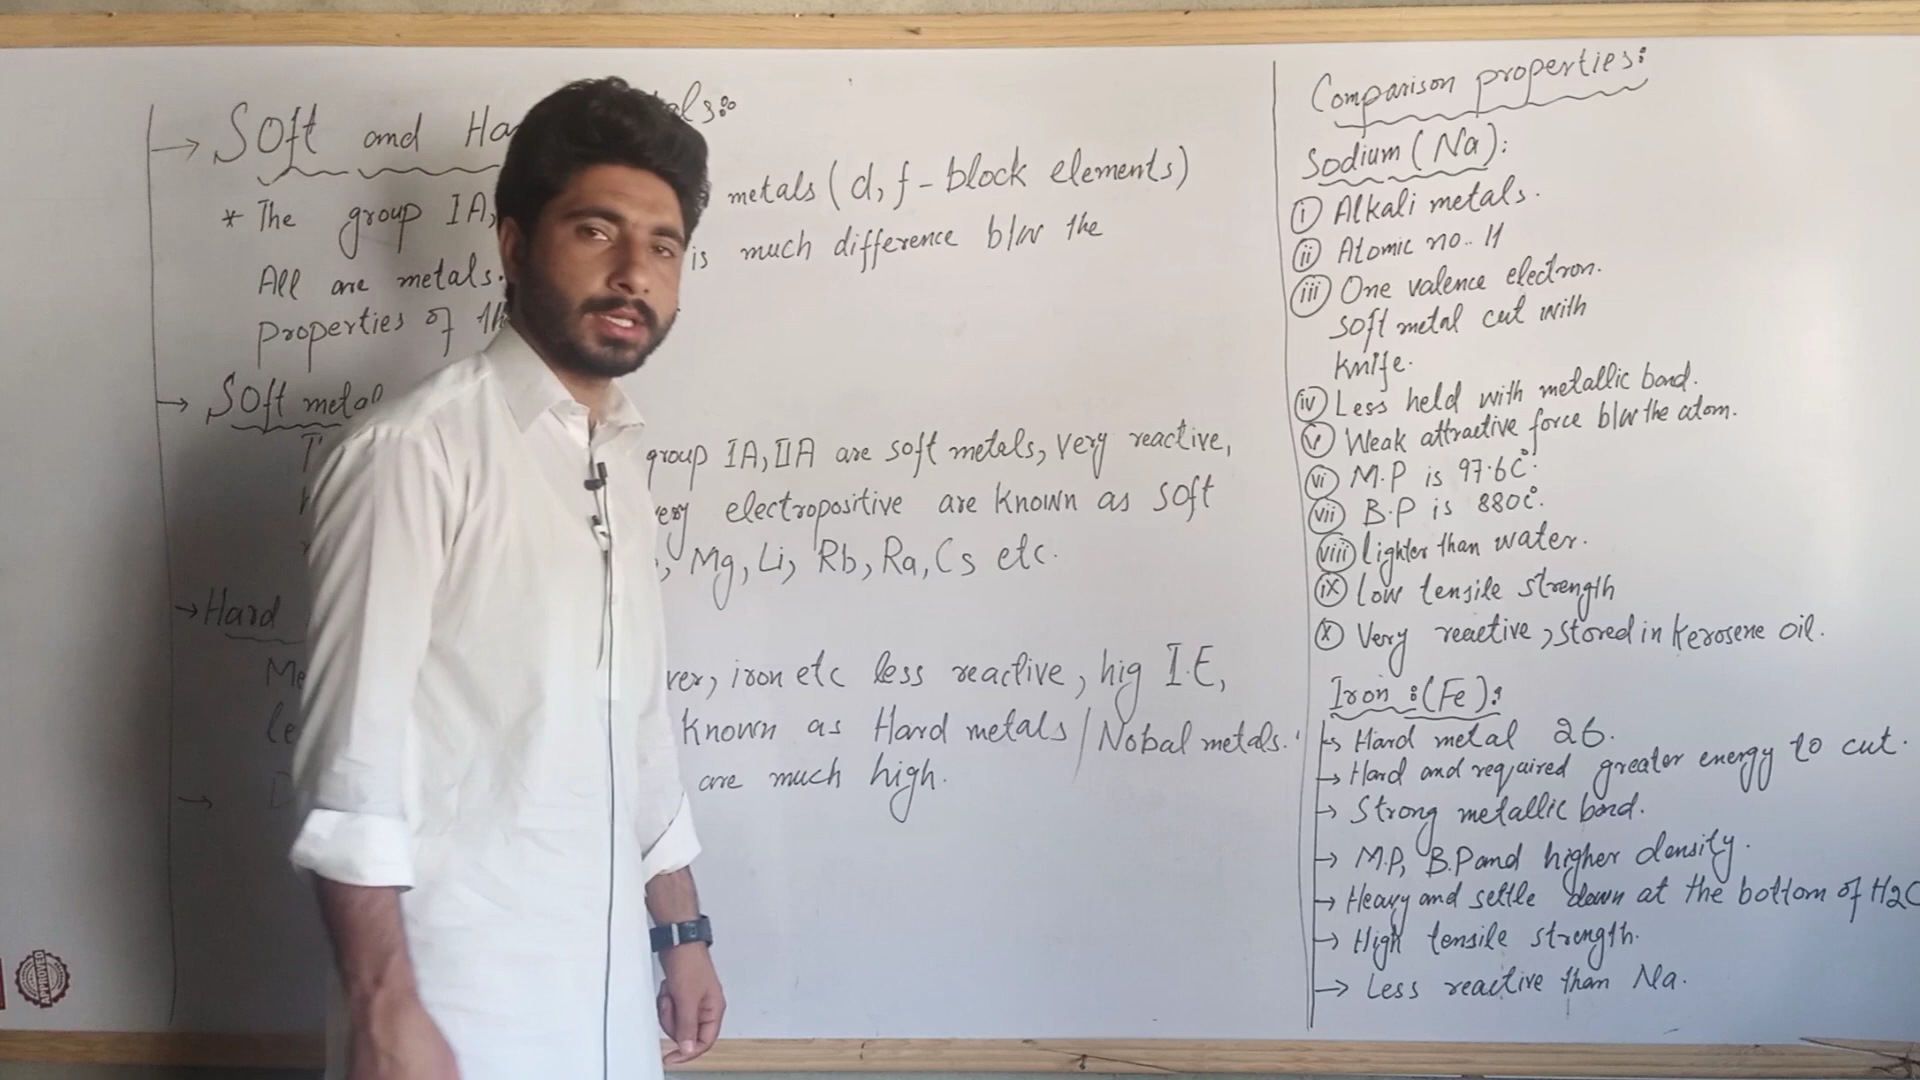 → Soft and Ha als:
* The group IA, metals (d, f - block elements)
All are metals. is much difference b/w the
properties of th
→ Soft metal
group IA, IIA are soft metals, very reactive,
very electropositive are known as soft
, Mg, Li, Rb, Ra, Cs etc.
→ Hard
Me ver, iron etc less reactive, hig I.E,
le known as Hard metals / Nobal metals.
→ D are much high.
APPROVED
Comparison properties:
Sodium (Na):
(i) Alkali metals.
(ii) Atomic no.. 11
(iii) One valence electron.
soft metal cut with
knife.
(iv) Less held with metallic bond.
(v) Weak attractive force b/w the atom.
(vi) M.P is 97.6C°.
(vii) B.P is 880C°.
(viii) lighter than water.
(ix) low tensile strength
(x) Very reactive, stored in Kerosene oil.
Iron :(Fe):
→ Hard metal 26.
→ Hard and required greater energy to cut.
→ Strong metallic bond.
→ M.P, B.P and higher density.
→ Heavy and settle down at the bottom of H2O
→ High tensile strength.
→ Less reactive than Na.